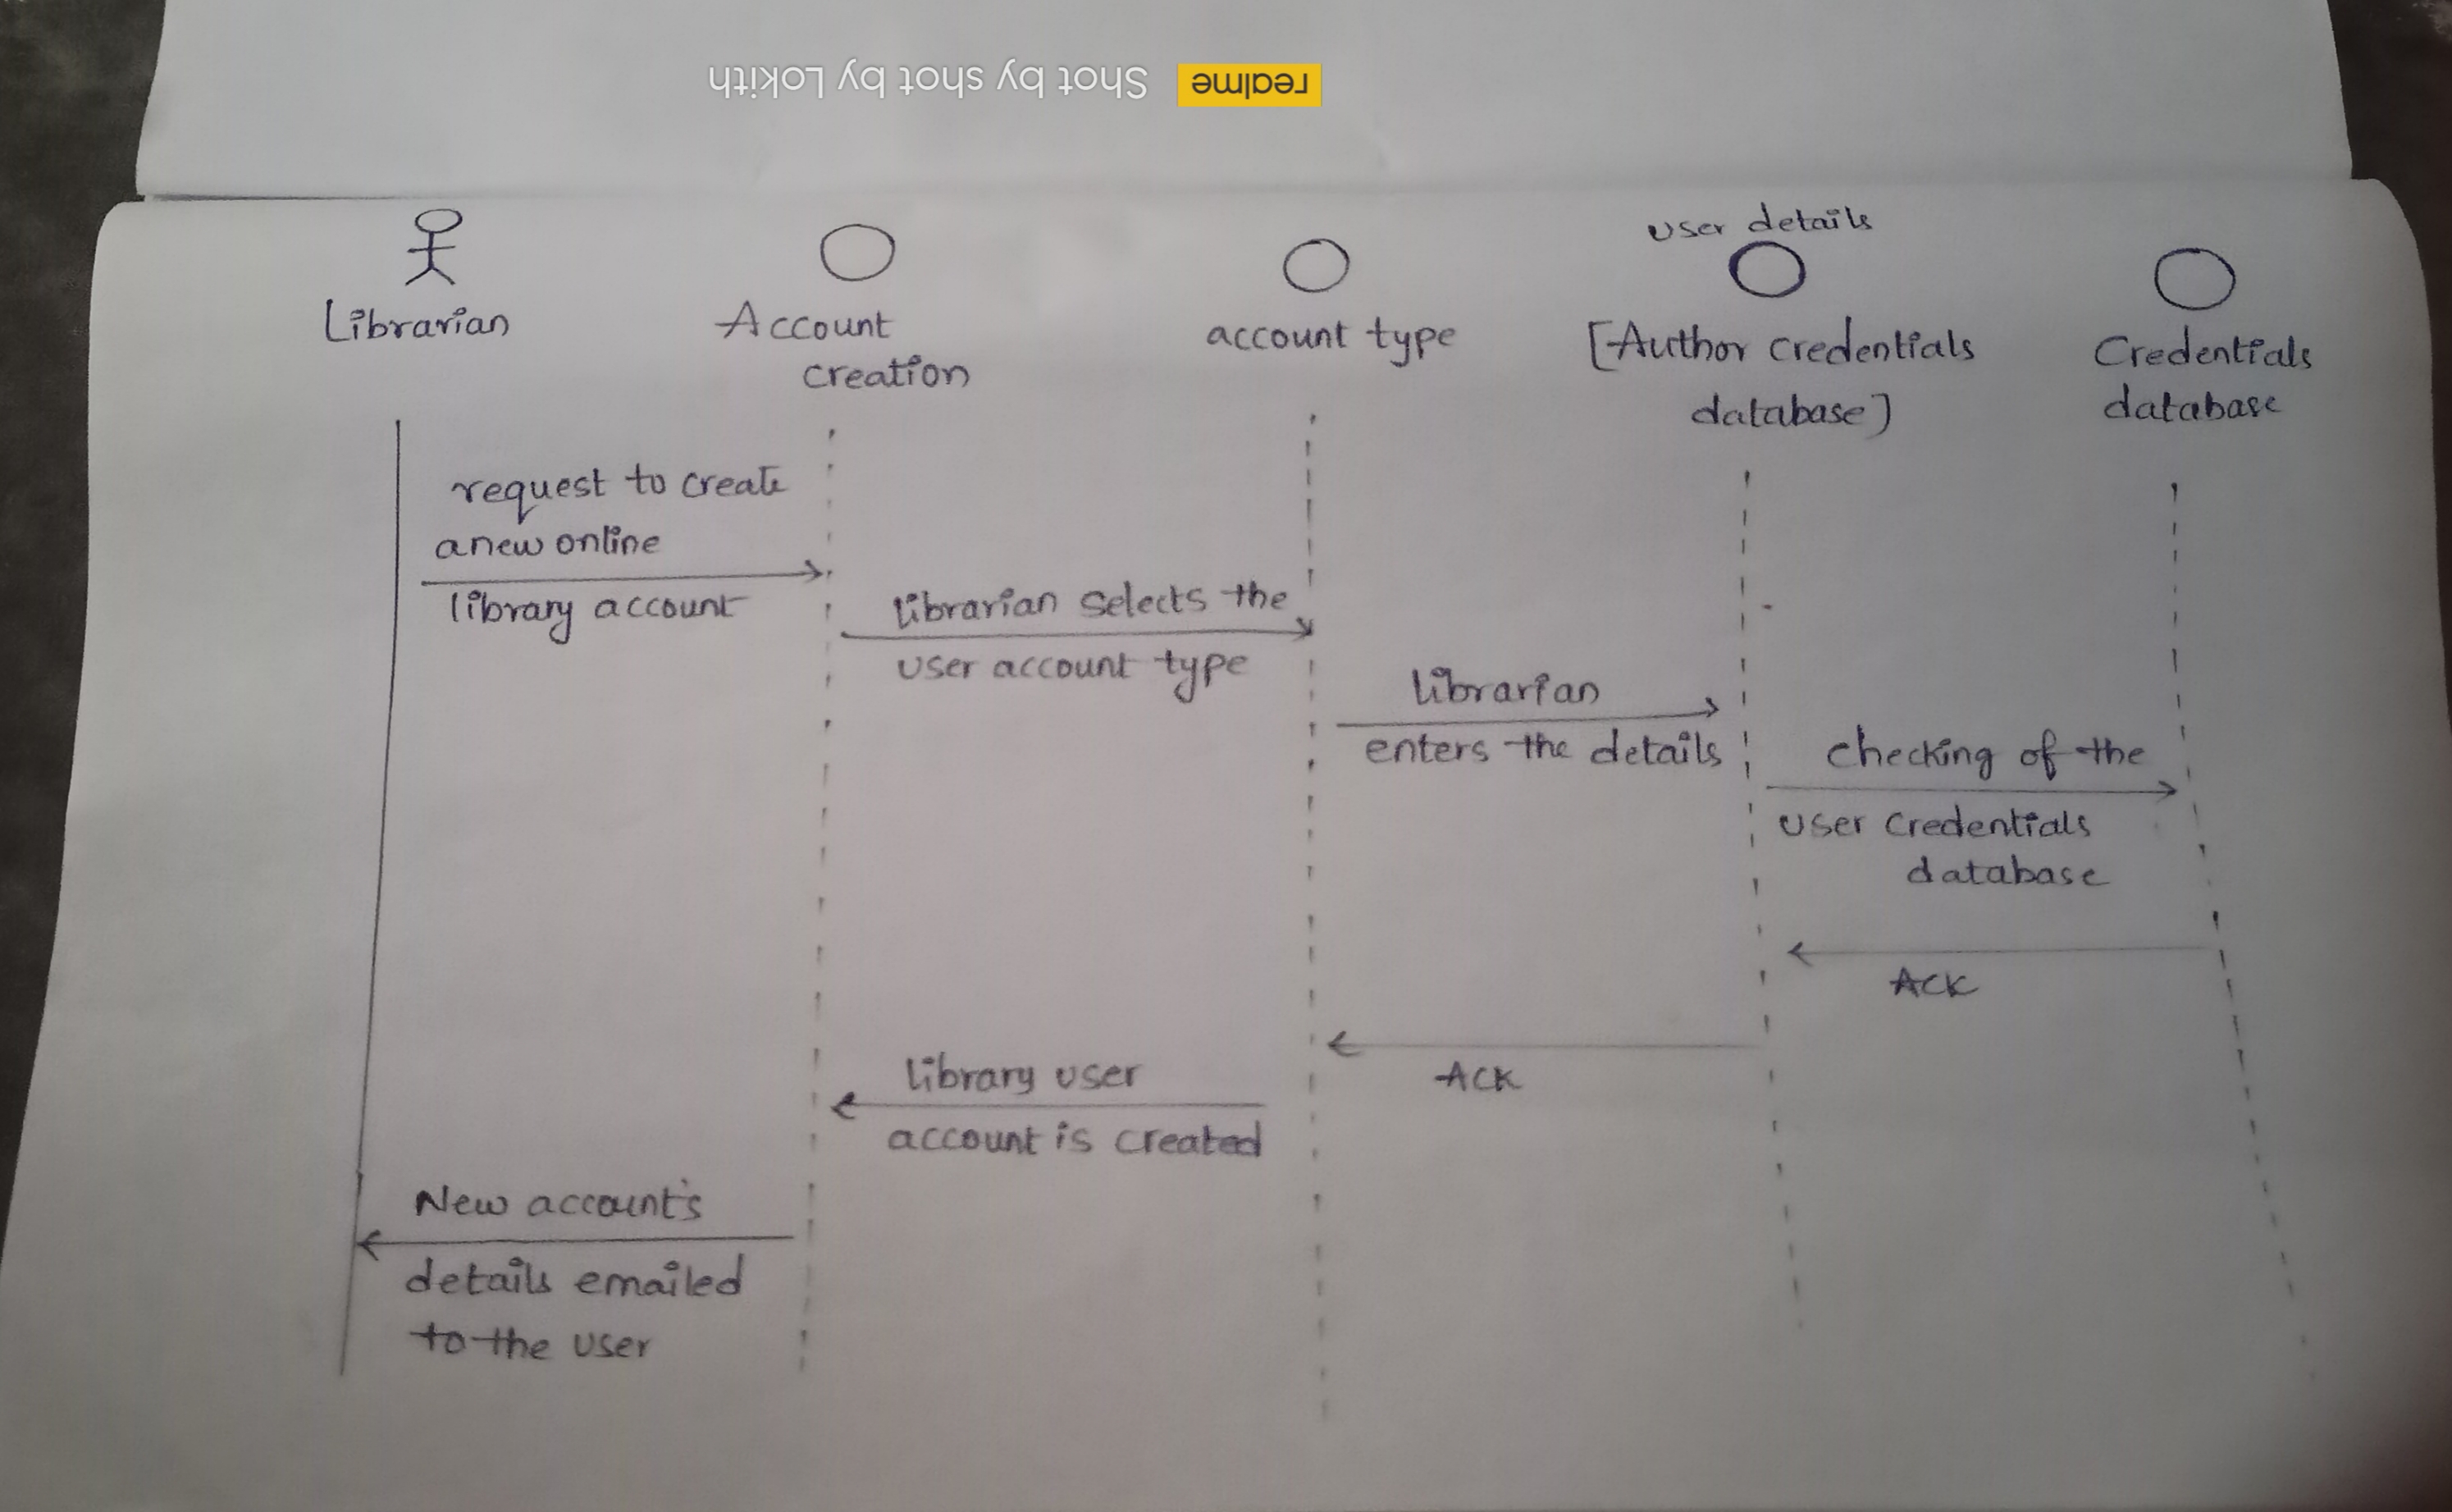 realme Shot by shot by Lokith
user details
Librarian
Account
creation
account type
[Author credentials
database]
Credentials
database
request to create
a new online
library account
librarian selects the
user account type
librarian
enters the details
checking of the
user credentials
database
ACK
ACK
library user
account is created
New account's
details emailed
to the user